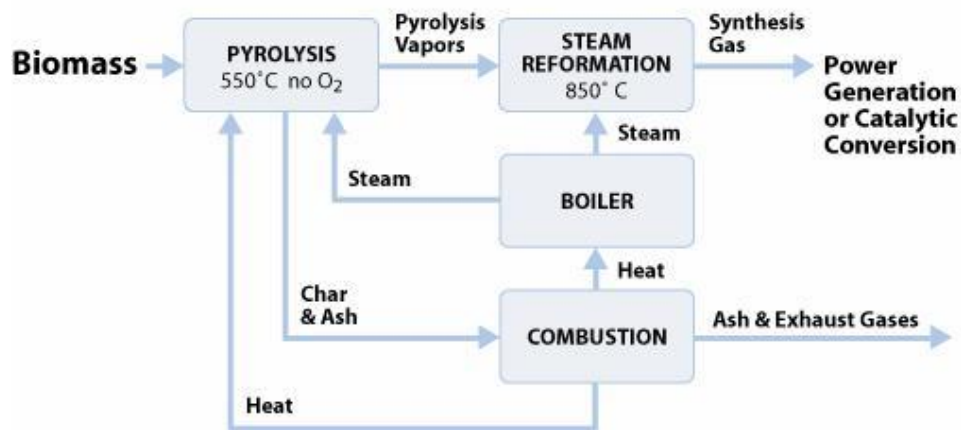 Biomass
PYROLYSIS
550˚C no O₂
Pyrolysis
Vapors
STEAM
REFORMATION
850˚ C
Synthesis
Gas
Power
Generation
or Catalytic
Conversion
Steam
Steam
BOILER
Heat
Char
& Ash
COMBUSTION
Ash & Exhaust Gases
Heat